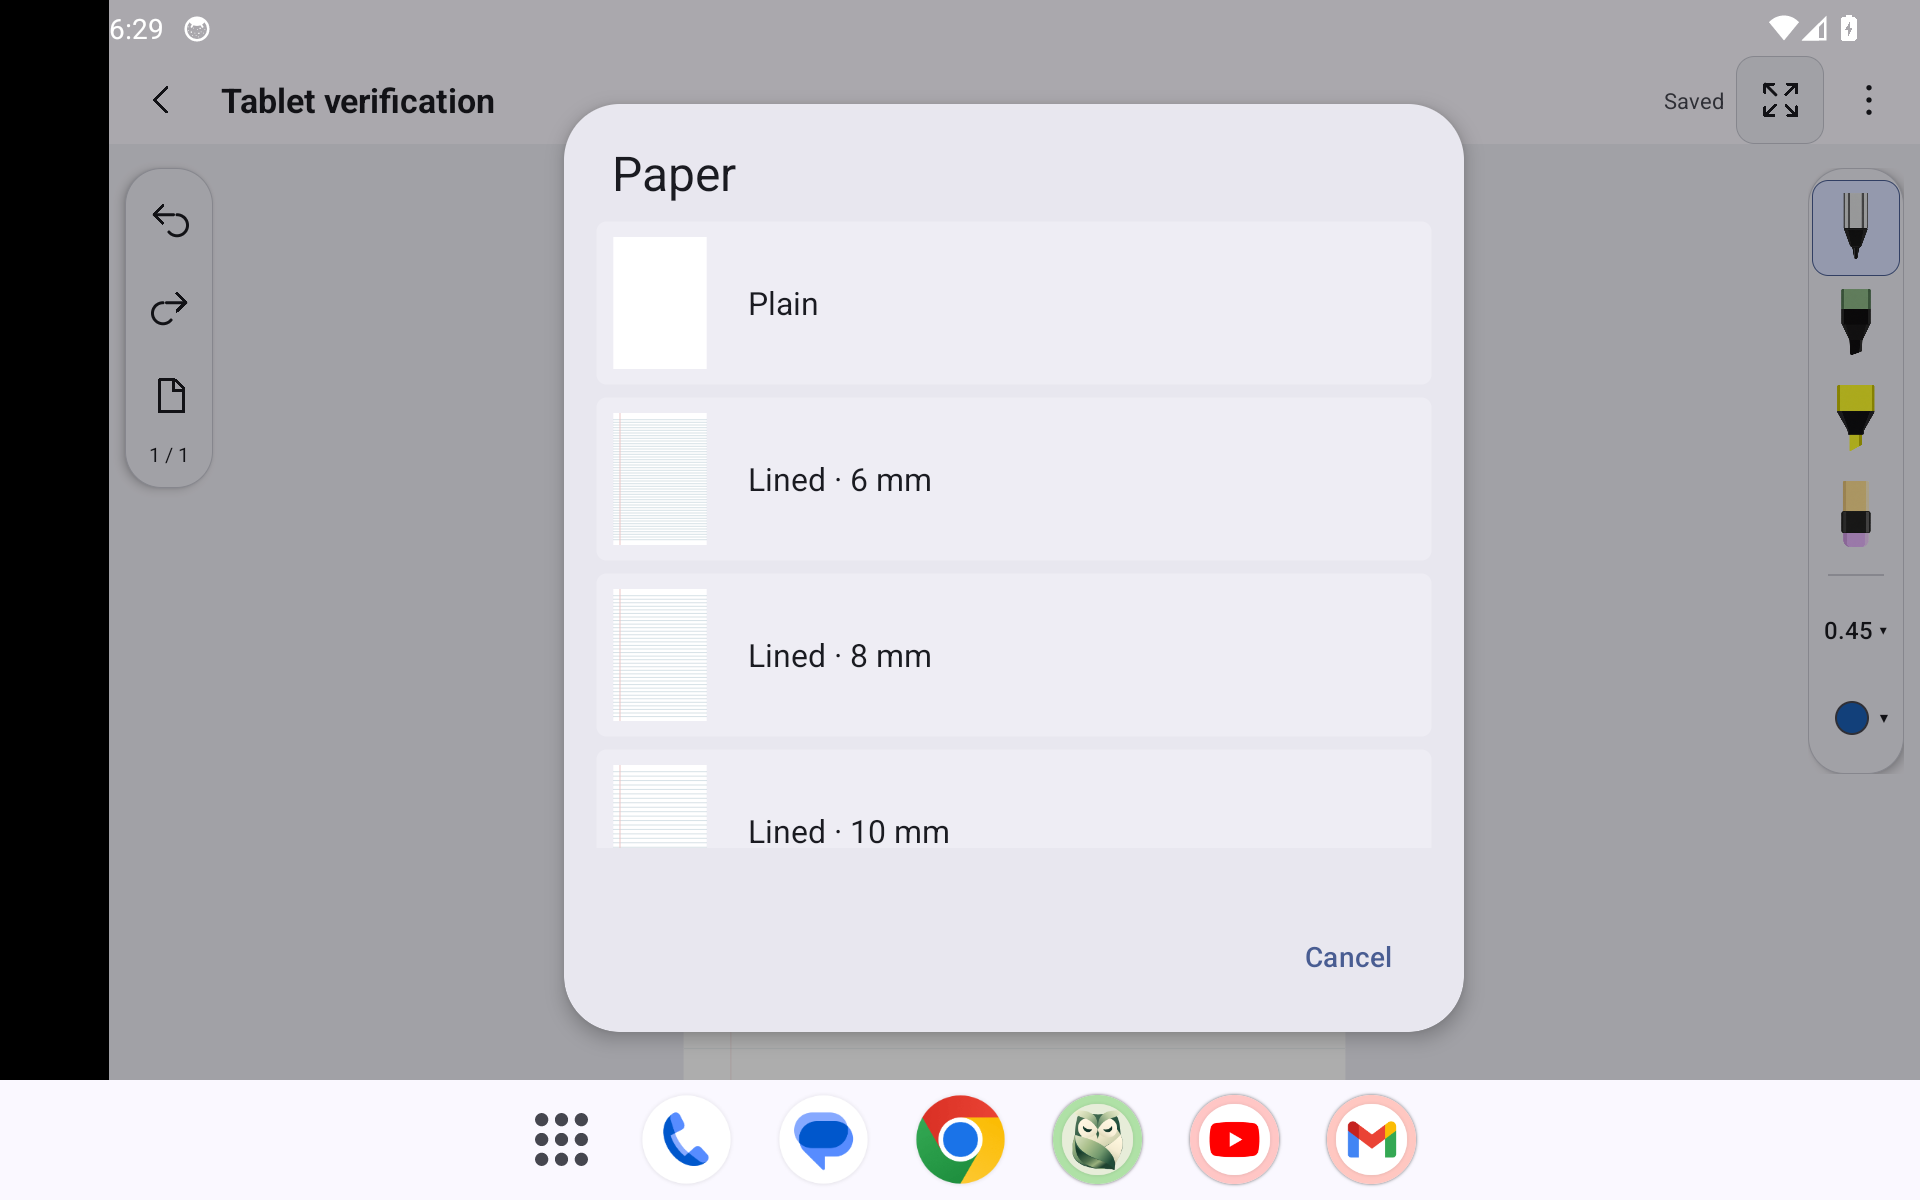 6:29
Tablet verification
Saved
Paper
Plain
Lined · 6 mm
Lined · 8 mm
Lined · 10 mm
Cancel
1 / 1
0.45